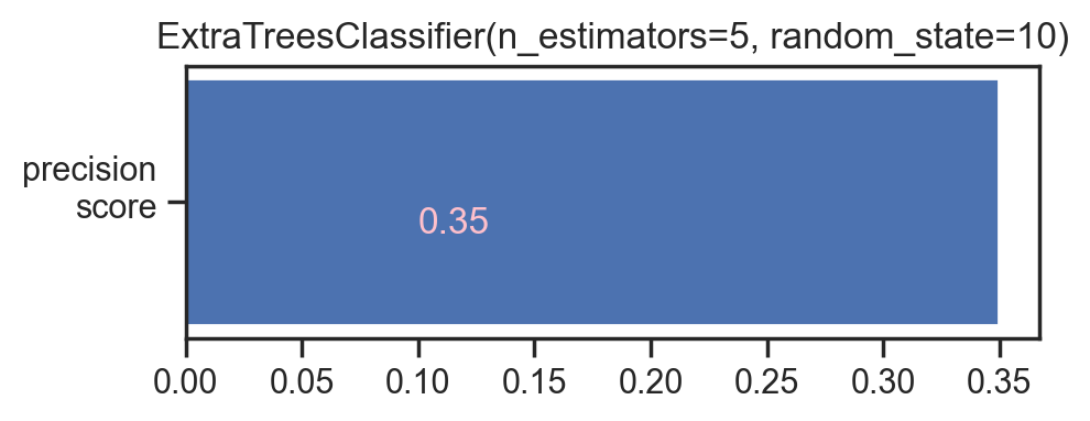 ExtraTreesClassifier(n_estimators=5, random_state=10)
precision
score
0.35
0.00 0.05 0.10 0.15 0.20 0.25 0.30 0.35